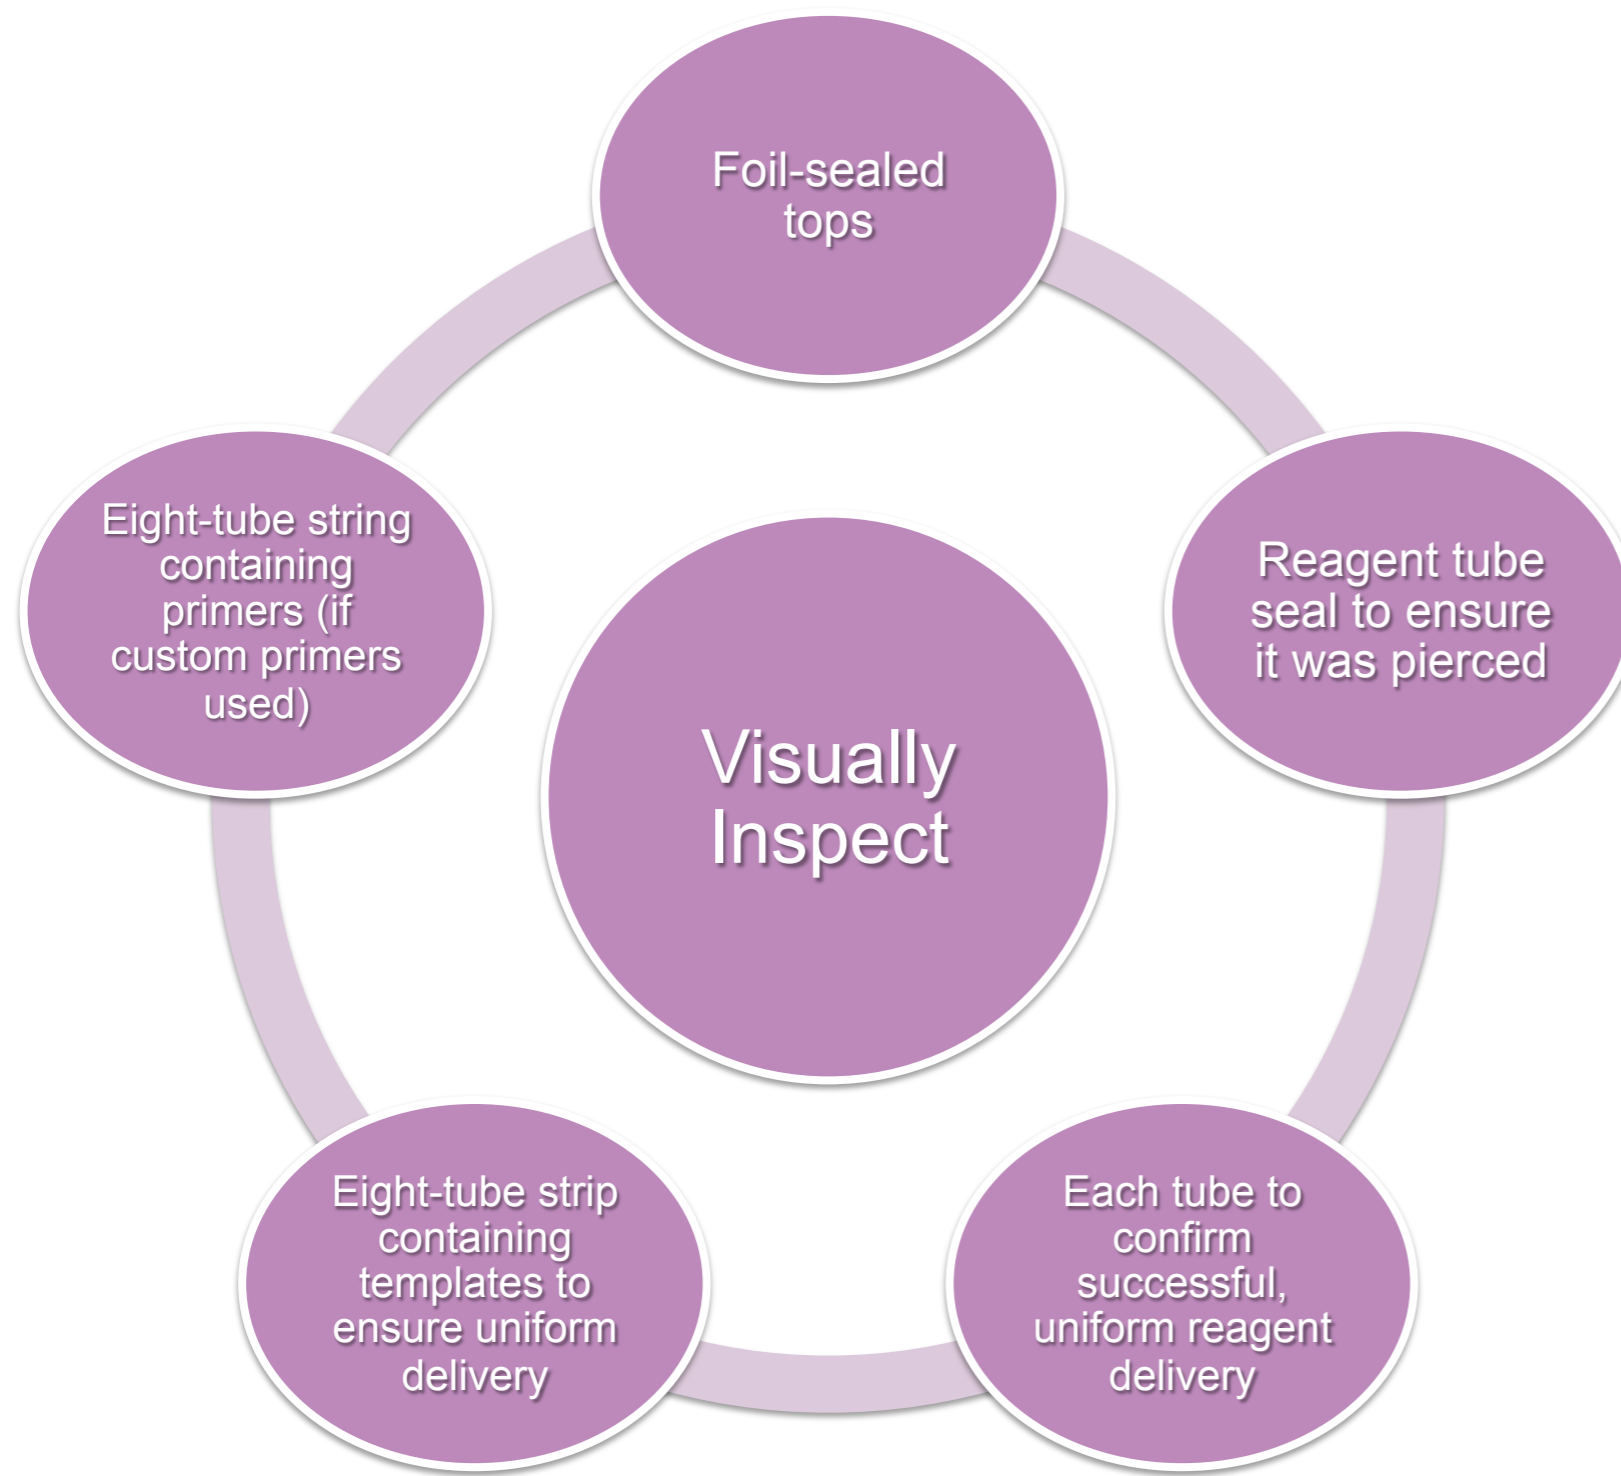 Foil-sealed
tops
Reagent tube
seal to ensure
it was pierced
Each tube to
confirm
successful,
uniform reagent
delivery
Eight-tube strip
containing
templates to
ensure uniform
delivery
Eight-tube string
containing
primers (if
custom primers
used)
Visually
Inspect